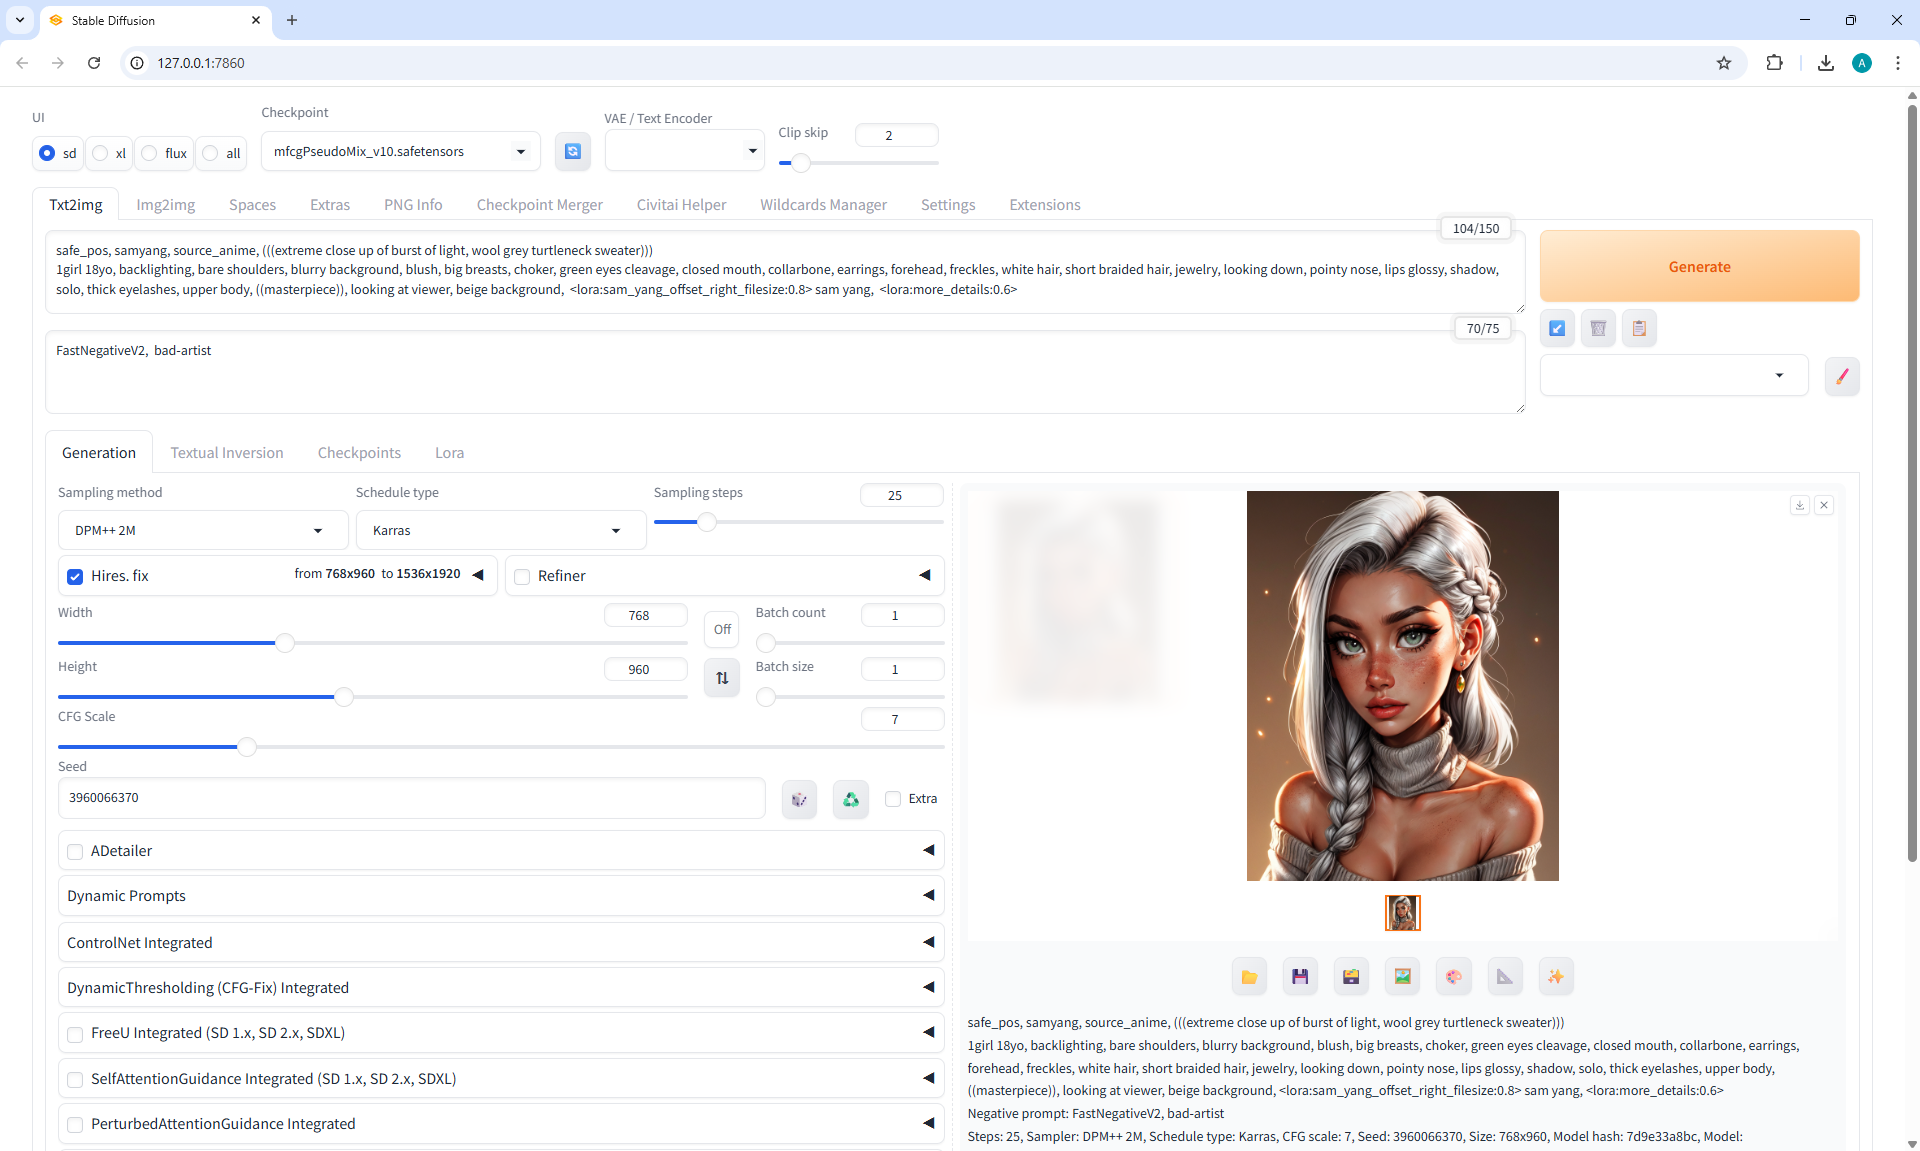 Stable Diffusion
127.0.0.1:7860
A
UI
sd
xl
flux
all
Checkpoint
mfcgPseudoMix_v10.safetensors
VAE / Text Encoder
Clip skip
2
Txt2img
Img2img
Spaces
Extras
PNG Info
Checkpoint Merger
Civitai Helper
Wildcards Manager
Settings
Extensions
104/150
safe_pos, samyang, source_anime, (((extreme close up of burst of light, wool grey turtleneck sweater)))
1girl 18yo, backlighting, bare shoulders, blurry background, blush, big breasts, choker, green eyes cleavage, closed mouth, collarbone, earrings, forehead, freckles, white hair, short braided hair, jewelry, looking down, pointy nose, lips glossy, shadow,
solo, thick eyelashes, upper body, ((masterpiece)), looking at viewer, beige background, <lora:sam_yang_offset_right_filesize:0.8> sam yang, <lora:more_details:0.6>
Generate
70/75
FastNegativeV2, bad-artist
Generation
Textual Inversion
Checkpoints
Lora
Sampling method
DPM++ 2M
Schedule type
Karras
Sampling steps
25
Hires. fix
from 768x960 to 1536x1920
Refiner
Width
768
Off
Batch count
1
Height
960
Batch size
1
CFG Scale
7
Seed
3960066370
Extra
ADetailer
Dynamic Prompts
ControlNet Integrated
DynamicThresholding (CFG-Fix) Integrated
FreeU Integrated (SD 1.x, SD 2.x, SDXL)
SelfAttentionGuidance Integrated (SD 1.x, SD 2.x, SDXL)
PerturbedAttentionGuidance Integrated
safe_pos, samyang, source_anime, (((extreme close up of burst of light, wool grey turtleneck sweater)))
1girl 18yo, backlighting, bare shoulders, blurry background, blush, big breasts, choker, green eyes cleavage, closed mouth, collarbone, earrings,
forehead, freckles, white hair, short braided hair, jewelry, looking down, pointy nose, lips glossy, shadow, solo, thick eyelashes, upper body,
((masterpiece)), looking at viewer, beige background, <lora:sam_yang_offset_right_filesize:0.8> sam yang, <lora:more_details:0.6>
Negative prompt: FastNegativeV2, bad-artist
Steps: 25, Sampler: DPM++ 2M, Schedule type: Karras, CFG scale: 7, Seed: 3960066370, Size: 768x960, Model hash: 7d9e33a8bc, Model: